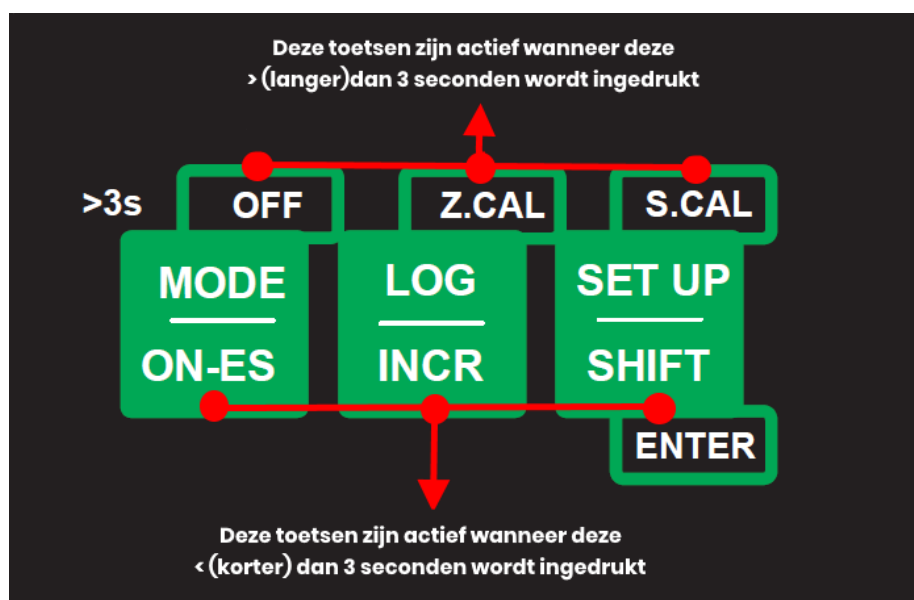 Deze toetsen zijn actief wanneer deze
> (langer)dan 3 seconden wordt ingedrukt
>3s OFF Z.CAL S.CAL
MODE LOG SET UP
ON-ES INCR SHIFT
ENTER
Deze toetsen zijn actief wanneer deze
< (korter) dan 3 seconden wordt ingedrukt